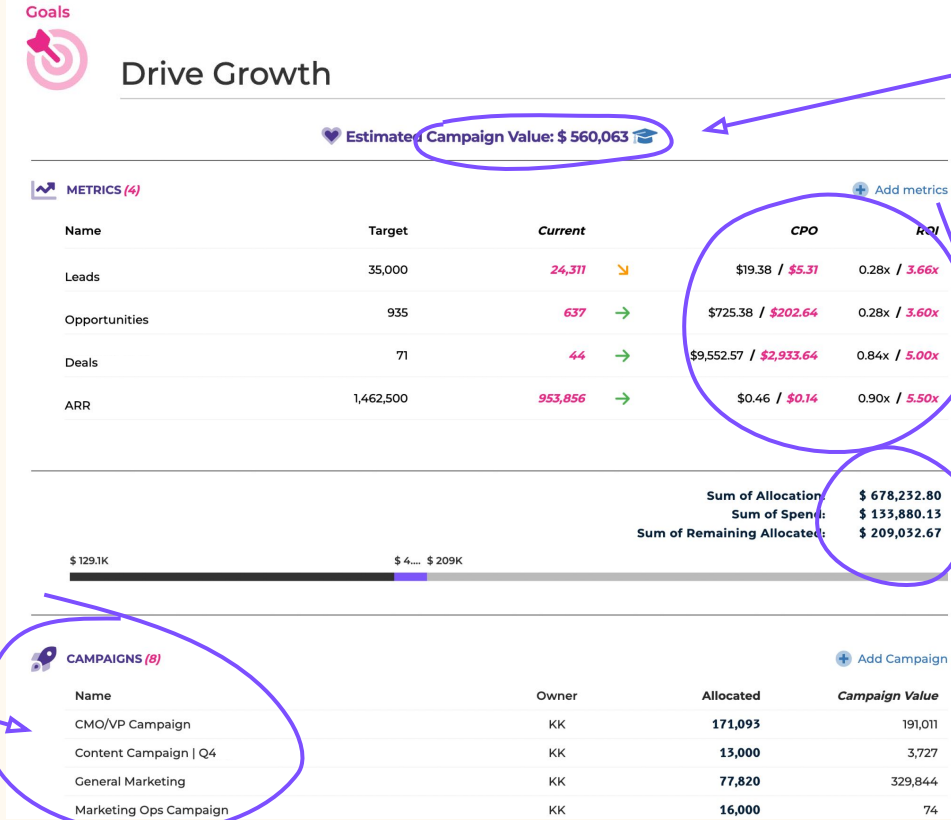 Goals
Drive Growth
Estimated Campaign Value: $ 560,063
METRICS (4) Add metrics
Name Target Current CPO ROI
Leads 35,000 24,311 $19.38 / $5.31 0.28x / 3.66x
Opportunities 935 637 $725.38 / $202.64 0.28x / 3.60x
Deals 71 44 $9,552.57 / $2,933.64 0.84x / 5.00x
ARR 1,462,500 953,856 $0.46 / $0.14 0.90x / 5.50x
Sum of Allocation: $ 678,232.80
Sum of Spend: $ 133,880.13
Sum of Remaining Allocated: $ 209,032.67
$ 129.1K $ 4.... $ 209K
CAMPAIGNS (8) Add Campaign
Name Owner Allocated Campaign Value
CMO/VP Campaign KK 171,093 191,011
Content Campaign | Q4 KK 13,000 3,727
General Marketing KK 77,820 329,844
Marketing Ops Campaign KK 16,000 74